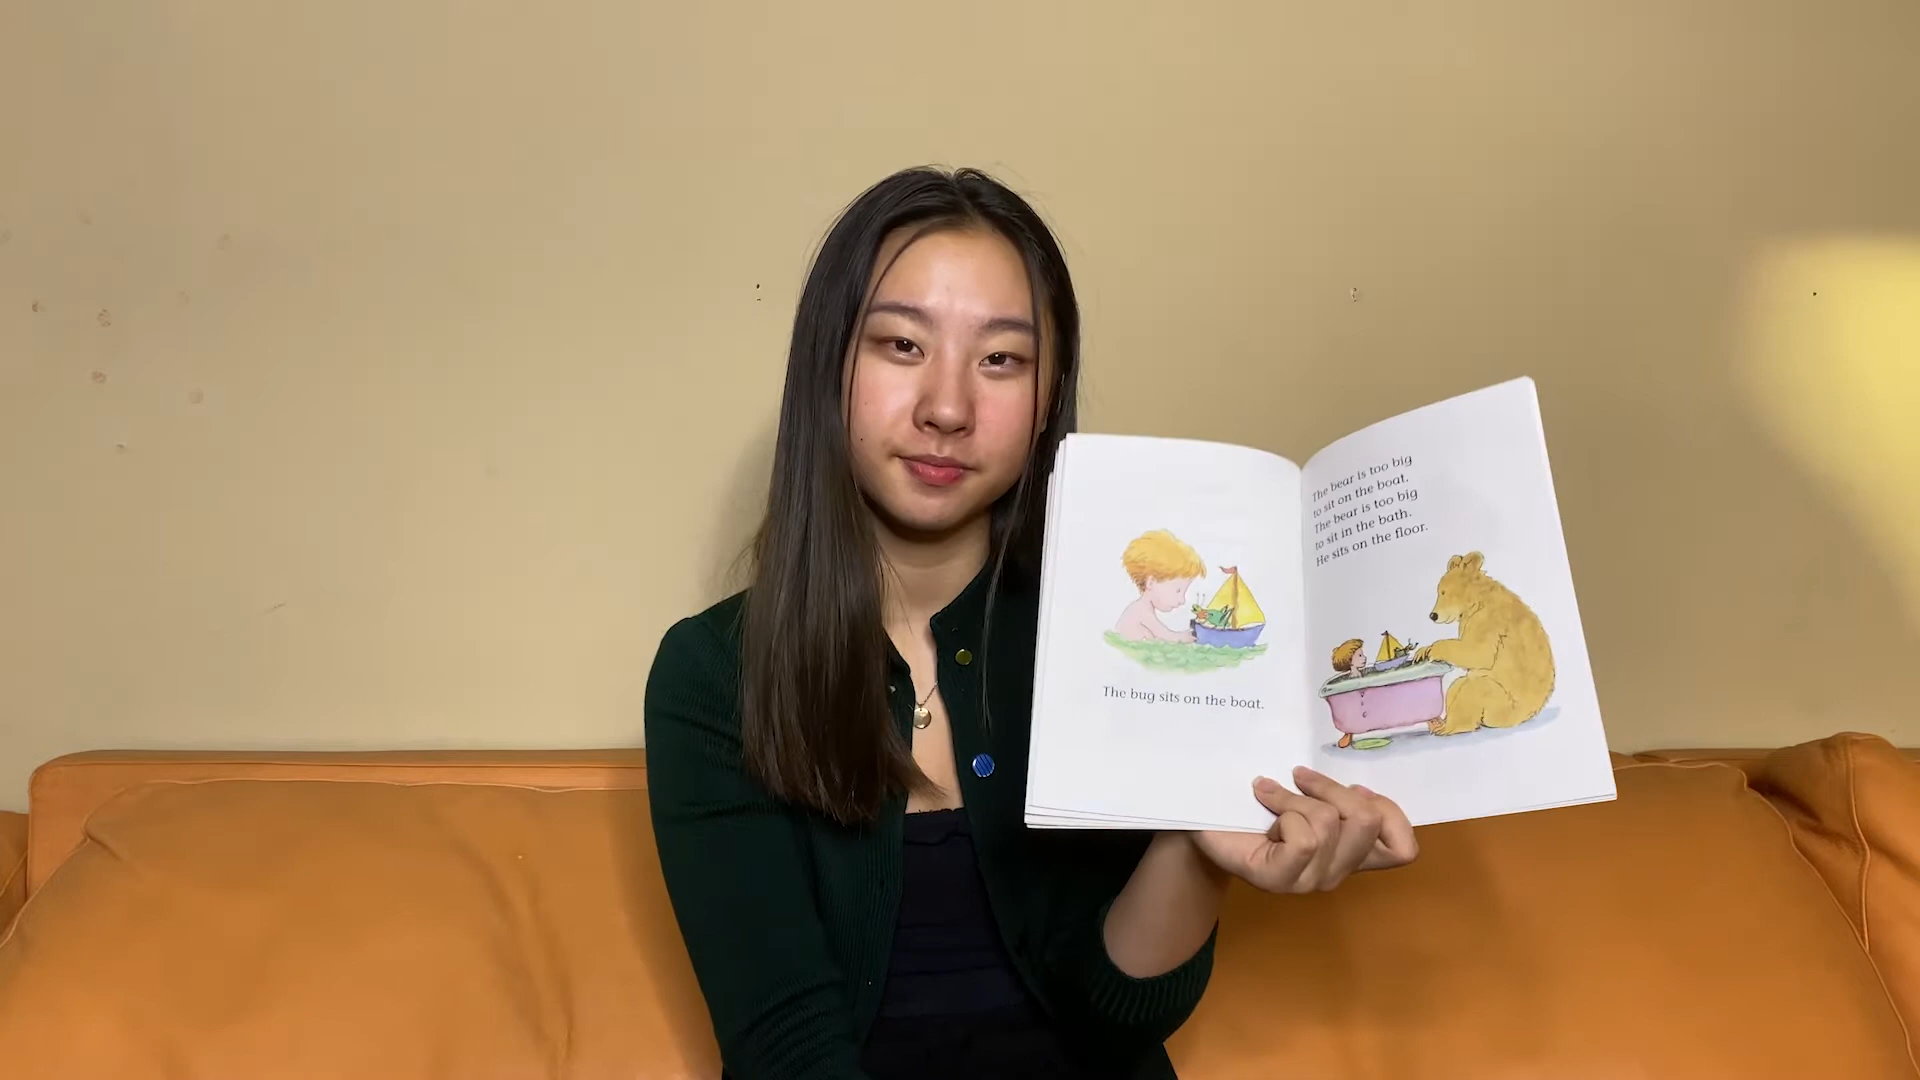 The bug sits on the boat.
The bear is too big
to sit on the boat.
The bear is too big
to sit in the bath.
He sits on the floor.